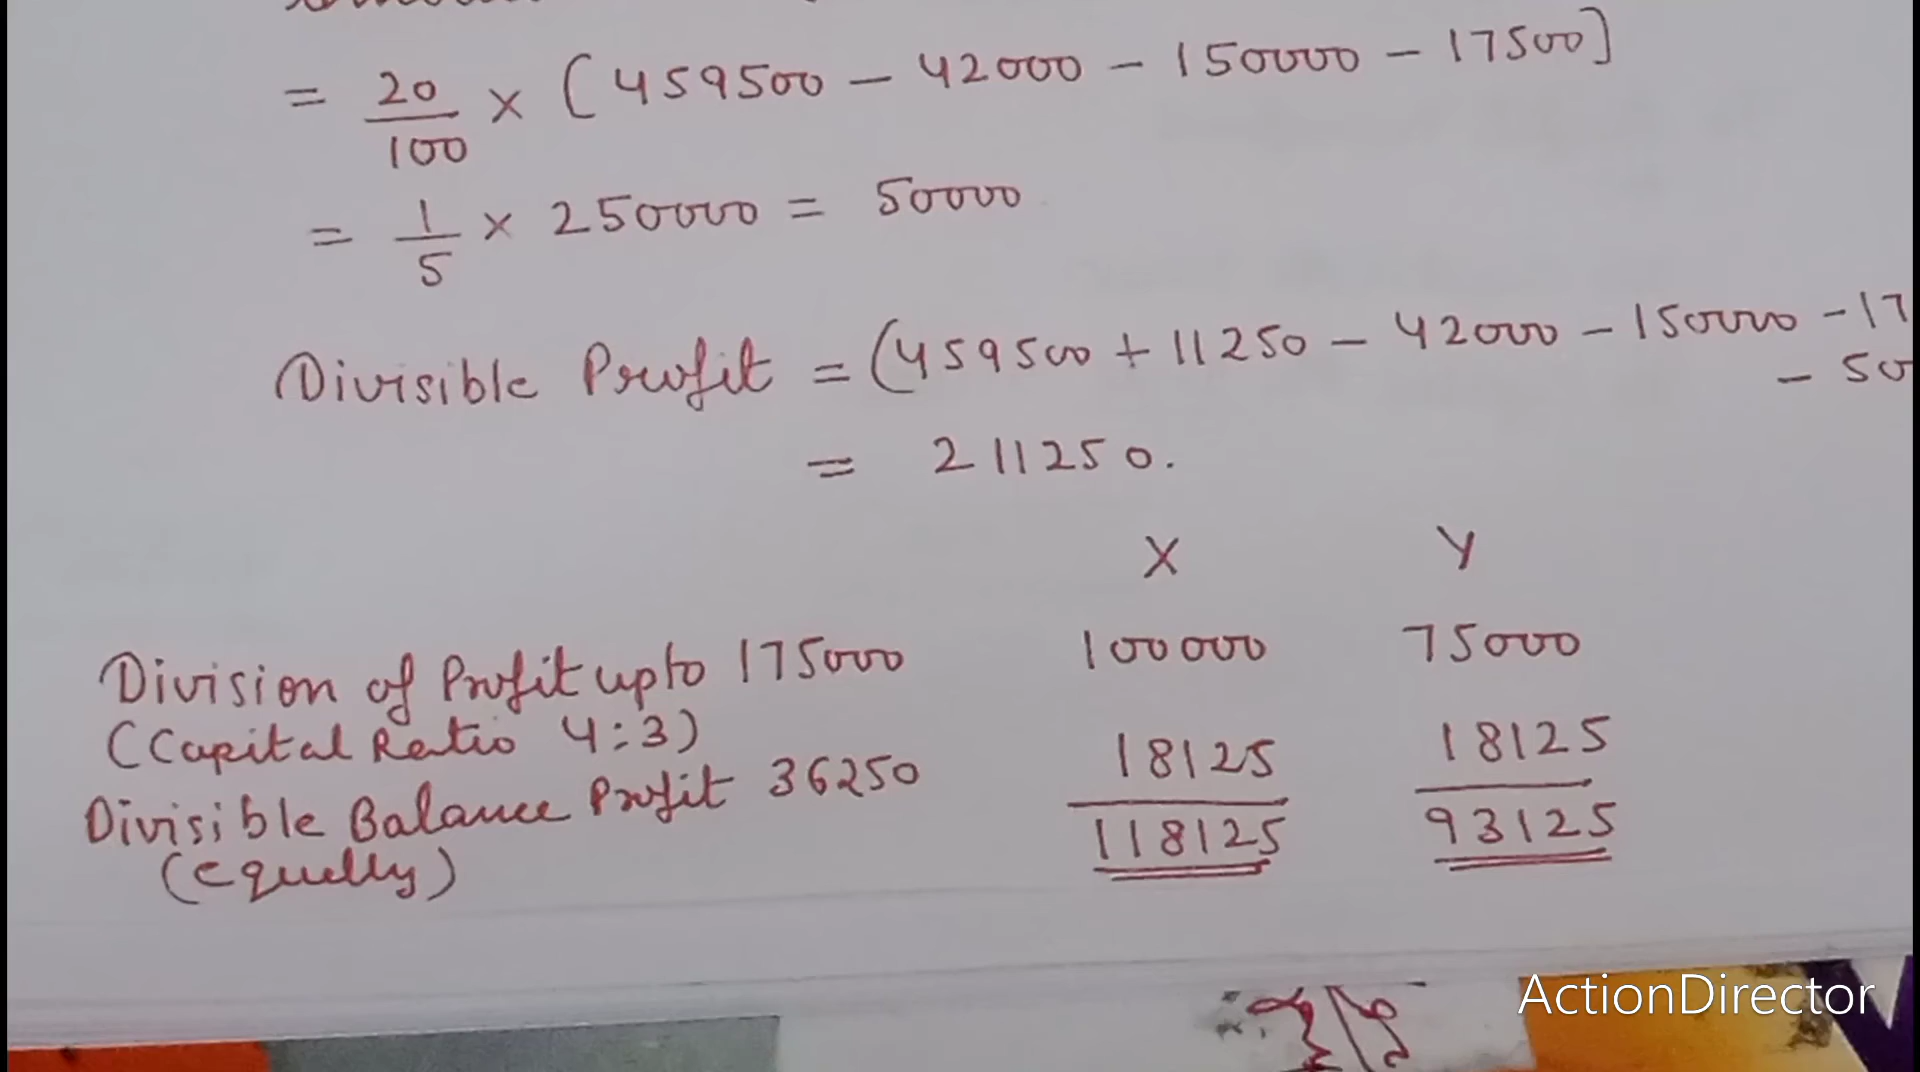 = 20/100 × [459500 - 42000 - 150000 - 17500]
= 1/5 × 250000 = 50000
Divisible Profit = (459500 + 11250 - 42000 - 150000 - 17
- 50
= 211250.
X Y
Division of Profit upto 175000 100000 75000
(Capital Ratio 4:3)
Divisible Balance Profit 36250 18125 18125
(equelly) 118125 93125
ActionDirector